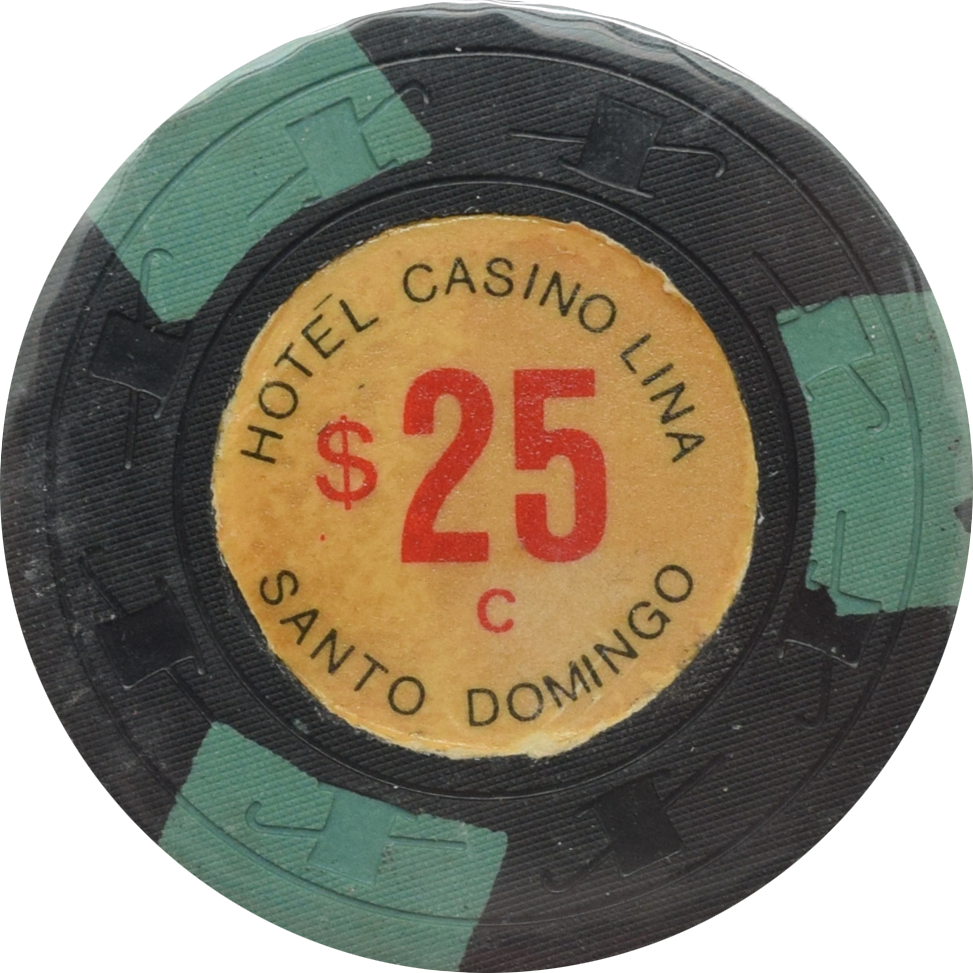 HOTEL CASINO LINA
$25
C
SANTO DOMINGO